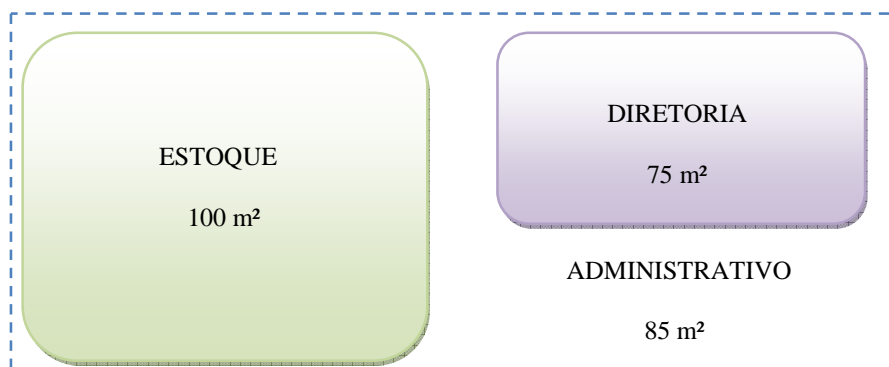 ESTOQUE
100 m²
DIRETORIA
75 m²
ADMINISTRATIVO
85 m²